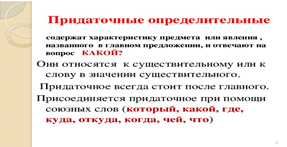 Придаточные определительные
содержат характеристику предмета или явления ,
названного в главном предложении, и отвечают на
вопрос КАКОЙ?
Они относятся к существительному или к
слову в значении существительного.
Придаточное всегда стоит после главного.
Присоединяется придаточное при помощи
союзных слов (который, какой, где,
куда, откуда, когда, чей, что)